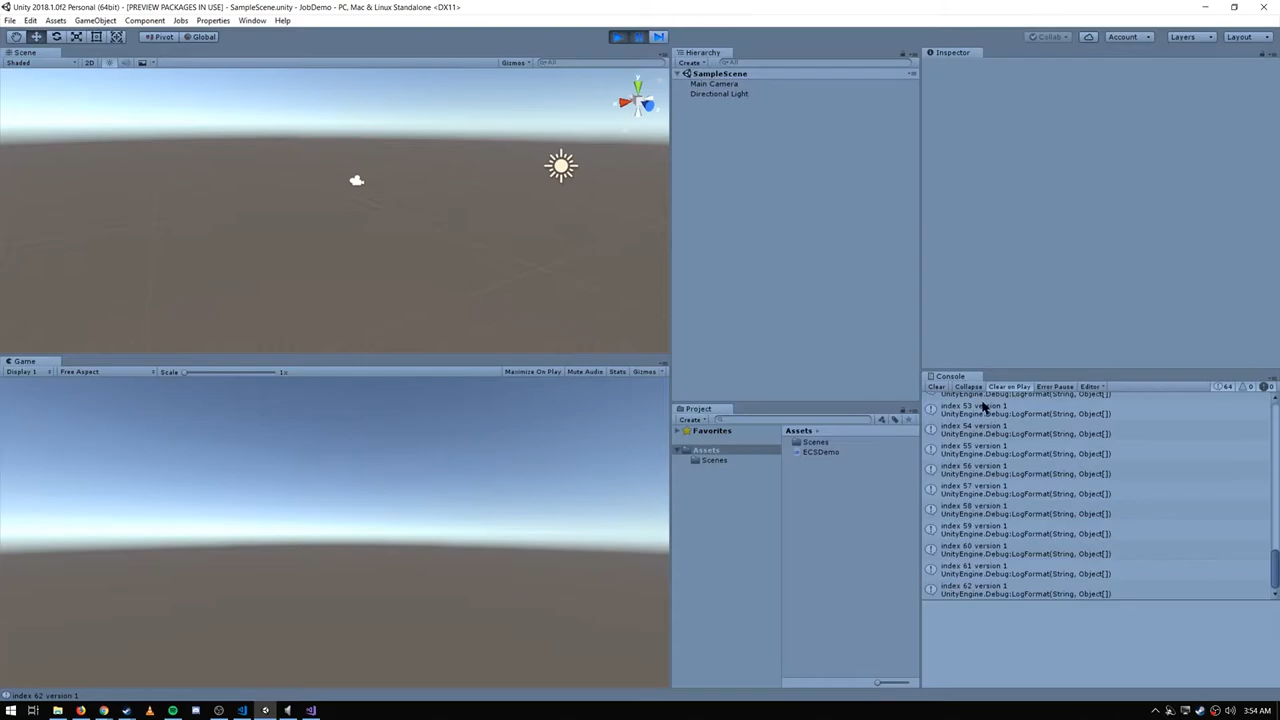 Unity 2018.1.0f2 Personal (64bit) - [PREVIEW PACKAGES IN USE] - SampleScene.unity - JobDemo - PC, Mac & Linux Standalone <DX11>
File Edit Assets GameObject Component Jobs Properties Window Help
Pivot Global Collab Account Layers Layout
Scene
Shaded 2D Gizmos All
Hierarchy
Create All
SampleScene
Main Camera
Directional Light
Inspector
Game
Display 1 Free Aspect Scale 1x Maximize On Play Mute Audio Stats Gizmos
Project
Create
Favorites
Assets
Scenes
Assets
Scenes
ECSDemo
Console
Clear Collapse Clear on Play Error Pause Editor 64 0 0
UnityEngine.Debug:LogFormat(String, Object[])
index 53 version 1
UnityEngine.Debug:LogFormat(String, Object[])
index 54 version 1
UnityEngine.Debug:LogFormat(String, Object[])
index 55 version 1
UnityEngine.Debug:LogFormat(String, Object[])
index 56 version 1
UnityEngine.Debug:LogFormat(String, Object[])
index 57 version 1
UnityEngine.Debug:LogFormat(String, Object[])
index 58 version 1
UnityEngine.Debug:LogFormat(String, Object[])
index 59 version 1
UnityEngine.Debug:LogFormat(String, Object[])
index 60 version 1
UnityEngine.Debug:LogFormat(String, Object[])
index 61 version 1
UnityEngine.Debug:LogFormat(String, Object[])
index 62 version 1
UnityEngine.Debug:LogFormat(String, Object[])
index 62 version 1
3:54 AM